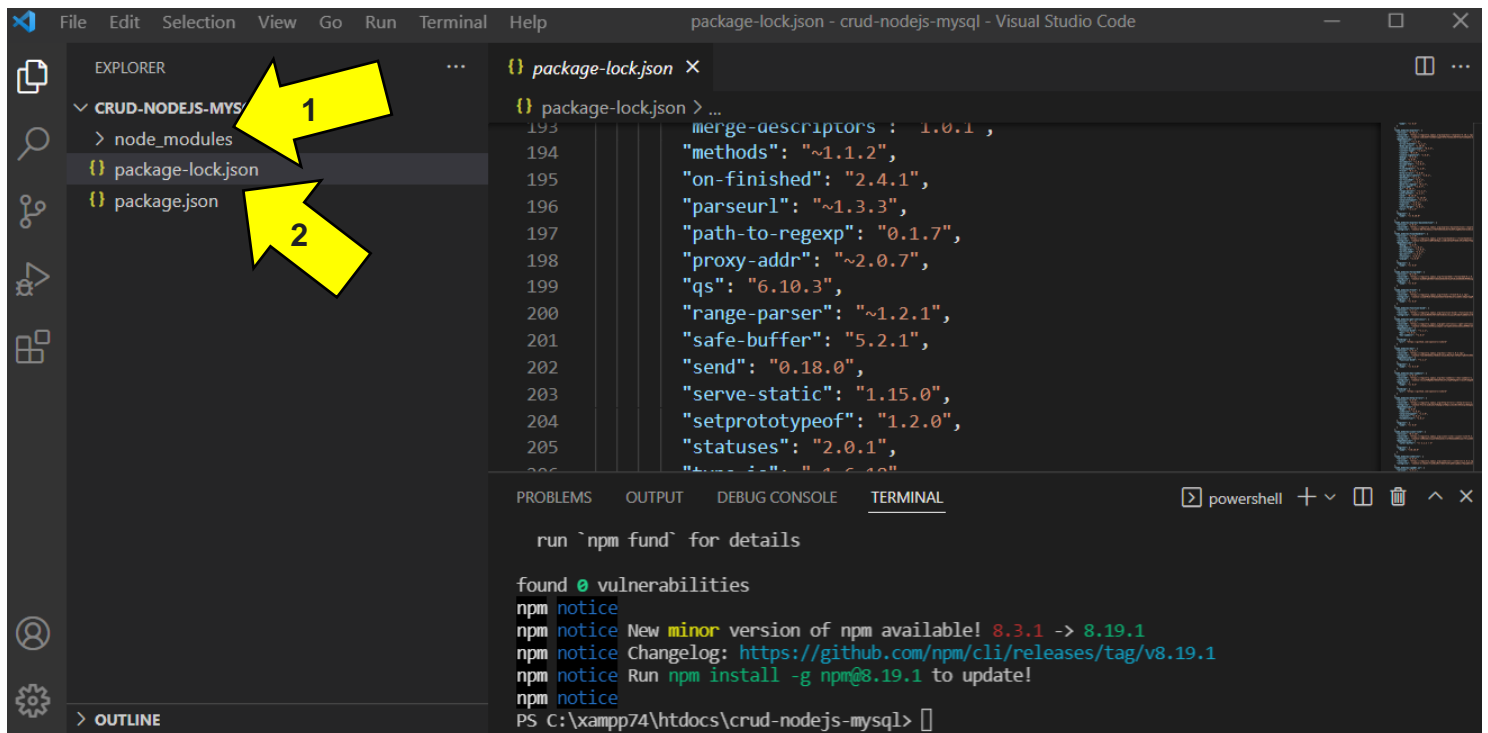 File Edit Selection View Go Run Terminal Help package-lock.json - crud-nodejs-mysql - Visual Studio Code
EXPLORER
{} package-lock.json
CRUD-NODEJS-MYS
1
{} package-lock.json > ...
node_modules
{} package-lock.json
{} package.json
2
193 "merge-descriptors": "1.0.1",
194 "methods": "~1.1.2",
195 "on-finished": "2.4.1",
196 "parseurl": "~1.3.3",
197 "path-to-regexp": "0.1.7",
198 "proxy-addr": "~2.0.7",
199 "qs": "6.10.3",
200 "range-parser": "~1.2.1",
201 "safe-buffer": "5.2.1",
202 "send": "0.18.0",
203 "serve-static": "1.15.0",
204 "setprototypeof": "1.2.0",
205 "statuses": "2.0.1",
PROBLEMS OUTPUT DEBUG CONSOLE TERMINAL powershell
run `npm fund` for details
found 0 vulnerabilities
npm notice
npm notice New minor version of npm available! 8.3.1 -> 8.19.1
npm notice Changelog: https://github.com/npm/cli/releases/tag/v8.19.1
npm notice Run npm install -g npm@8.19.1 to update!
npm notice
PS C:\xampp74\htdocs\crud-nodejs-mysql>
OUTLINE